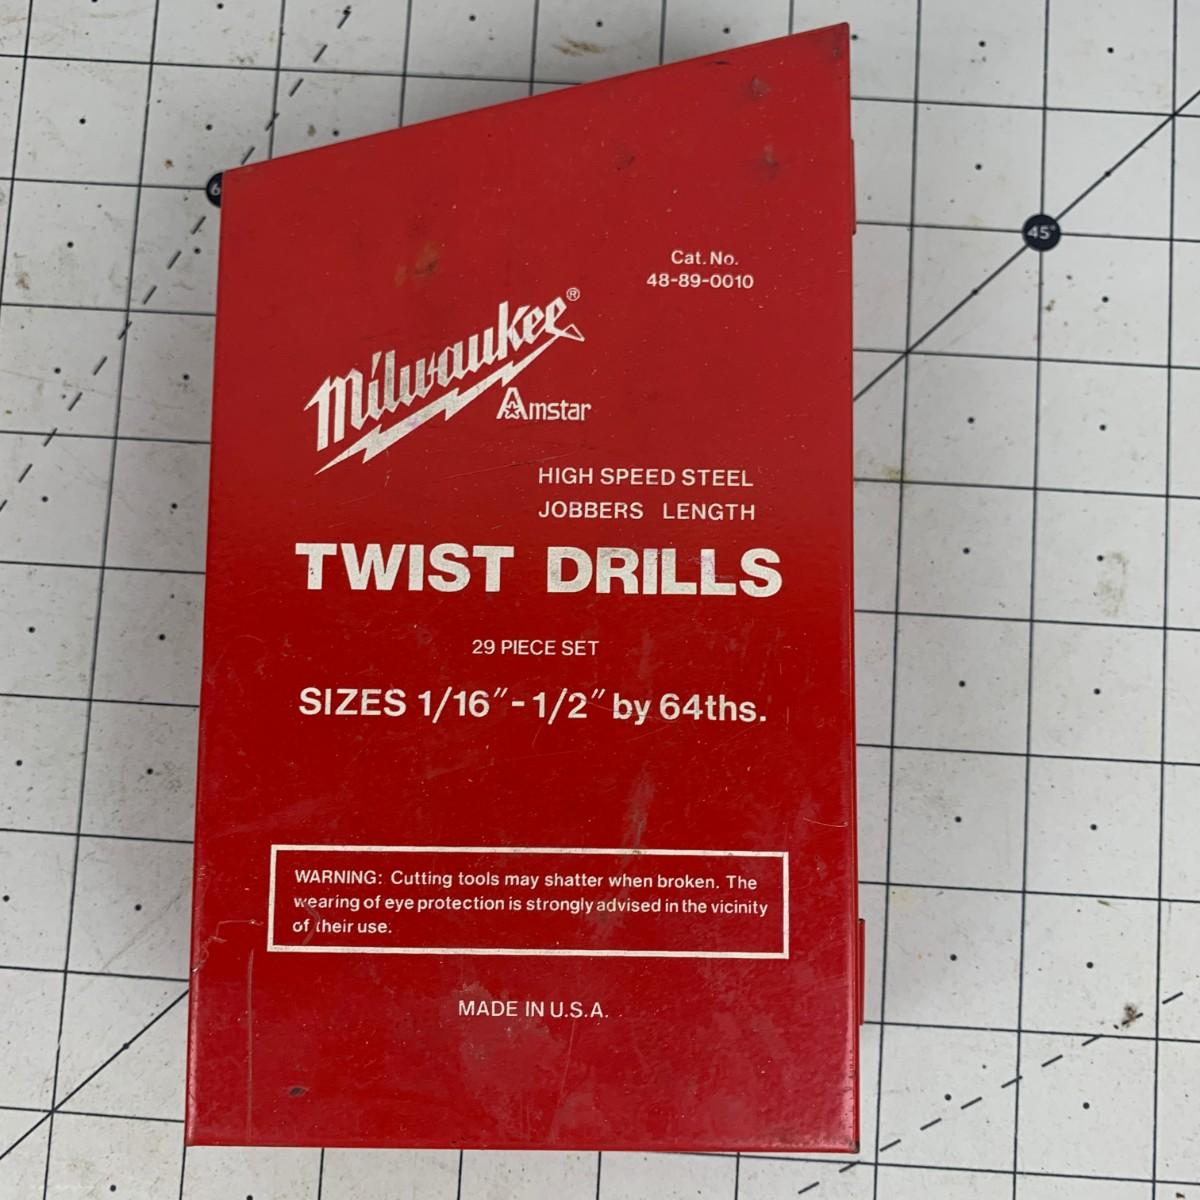 Cat. No.
48-89-0010
Milwaukee®
Amstar
HIGH SPEED STEEL
JOBBERS LENGTH
TWIST DRILLS
29 PIECE SET
SIZES 1/16″-1/2″ by 64ths.
WARNING: Cutting tools may shatter when broken. The
wearing of eye protection is strongly advised in the vicinity
of their use.
MADE IN U.S.A.
45°